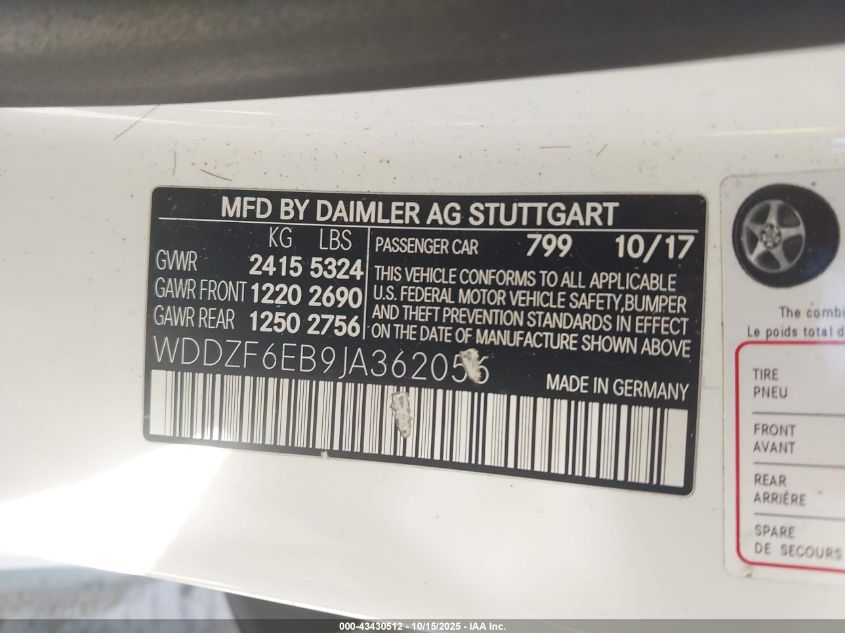 MFD BY DAIMLER AG STUTTGART
KG LBS
GVWR 2415 5324
GAWR FRONT 1220 2690
GAWR REAR 1250 2756
PASSENGER CAR 799 10/17
THIS VEHICLE CONFORMS TO ALL APPLICABLE
U.S. FEDERAL MOTOR VEHICLE SAFETY,BUMPER
AND THEFT PREVENTION STANDARDS IN EFFECT
ON THE DATE OF MANUFACTURE SHOWN ABOVE
WDDZF6EB9JA362056
MADE IN GERMANY
The combi
Le poids total d
TIRE
PNEU
FRONT
AVANT
REAR
ARRIÈRE
SPARE
DE SECOURS
000-43430512 - 10/15/2025 - IAA Inc.